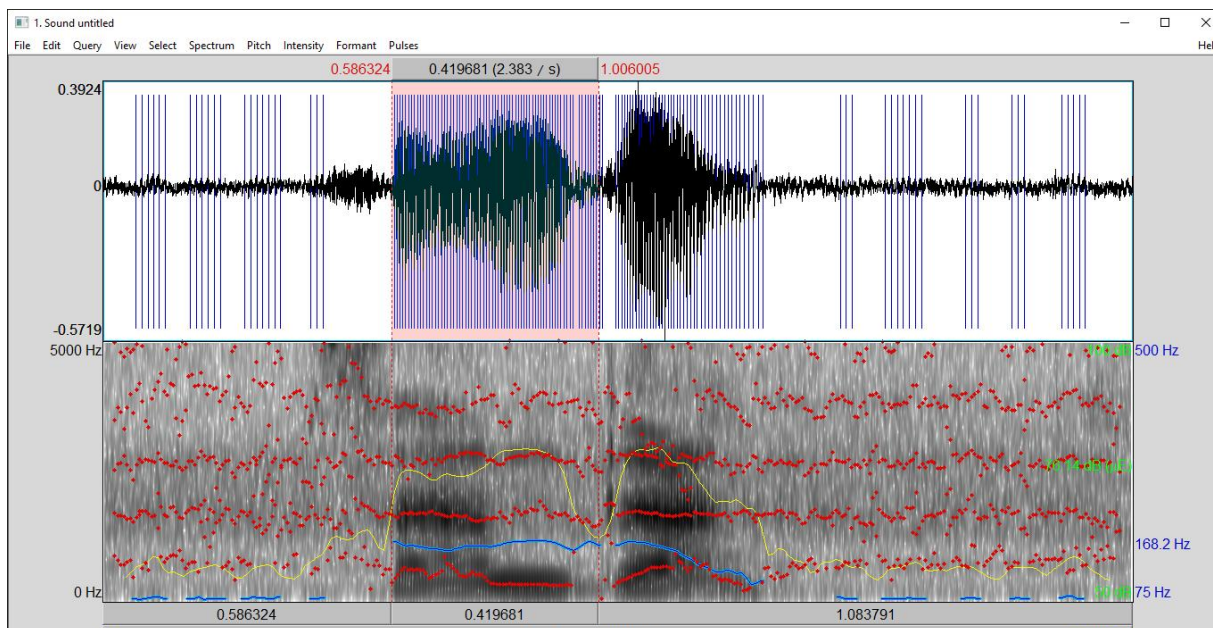 1. Sound untitled
File Edit Query View Select Spectrum Pitch Intensity Formant Pulses Hel
0.586324 0.419681 (2.383 / s) 1.006005
0.3924
0
-0.5719
5000 Hz 500 Hz
168.2 Hz
0 Hz 75 Hz
0.586324 0.419681 1.083791